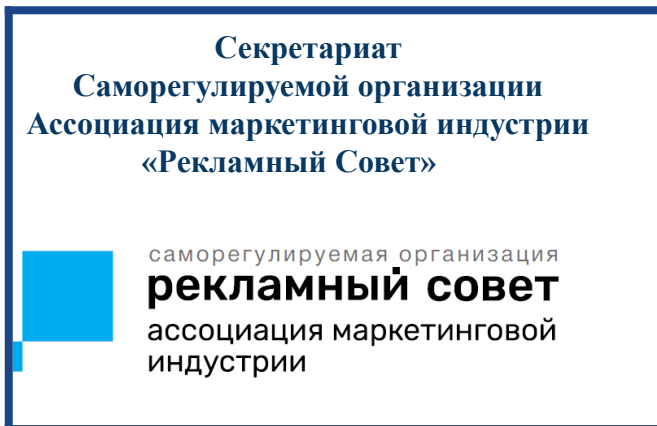 Секретариат
Саморегулируемой организации
Ассоциация маркетинговой индустрии
«Рекламный Совет»
саморегулируемая организация
рекламный совет
ассоциация маркетинговой
индустрии